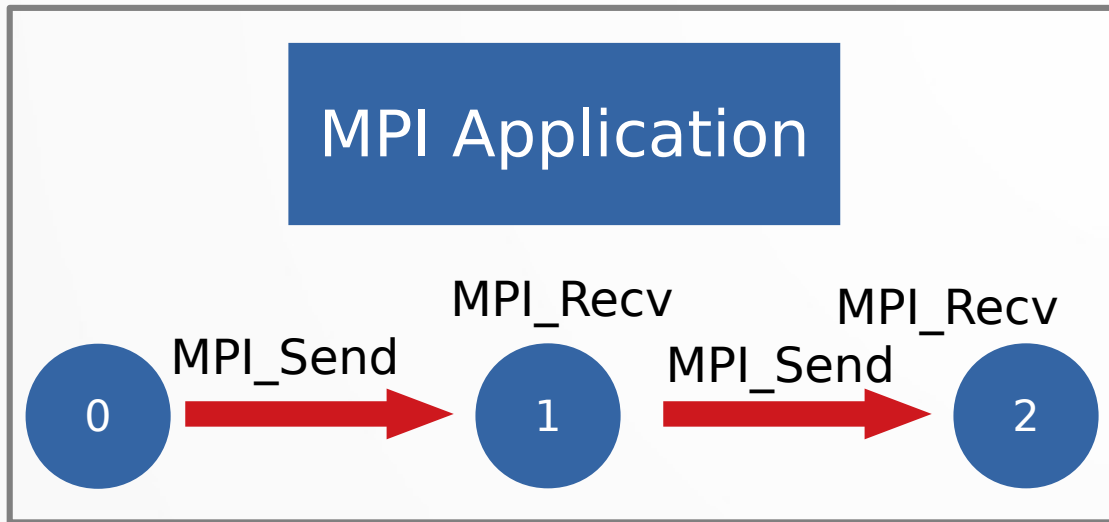 MPI Application
MPI_Recv
MPI_Recv
MPI_Send
MPI_Send
0
1
2